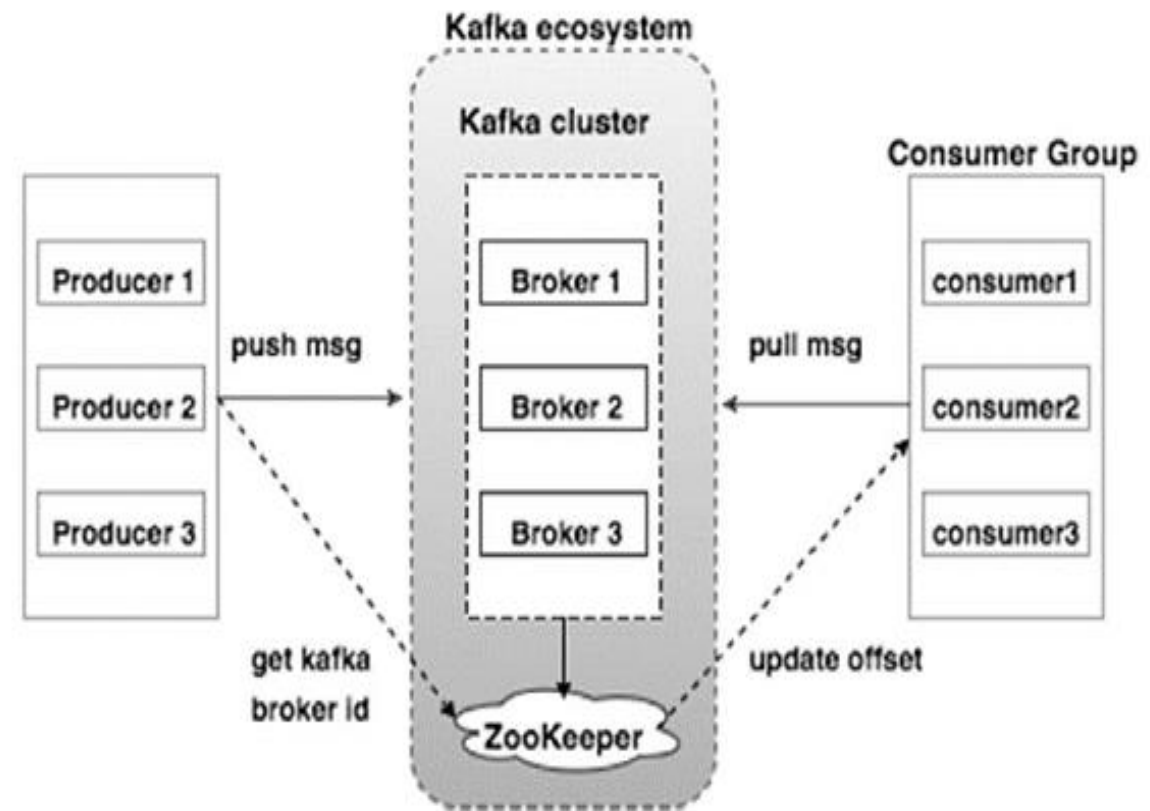 Kafka ecosystem
Kafka cluster
Consumer Group
Producer 1
Broker 1
consumer1
push msg
pull msg
Producer 2
Broker 2
consumer2
Producer 3
Broker 3
consumer3
get kafka
broker id
update offset
ZooKeeper